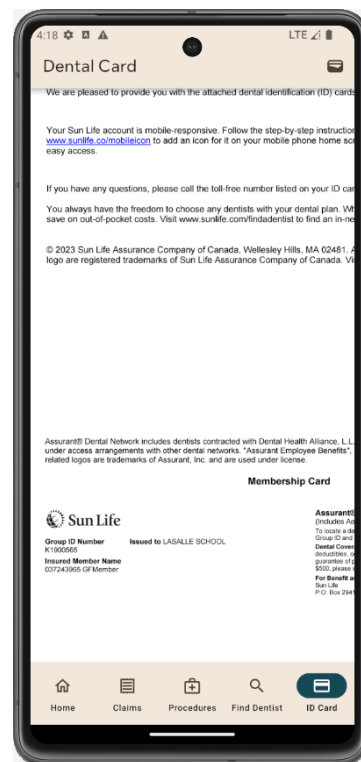 4:18 LTE
Dental Card
We are pleased to provide you with the attached dental identification (ID) cards
Your Sun Life account is mobile-responsive. Follow the step-by-step instruction
www.sunlife.co/mobileicon to add an icon for it on your mobile phone home scr
easy access.
If you have any questions, please call the toll-free number listed on your ID car
You always have the freedom to choose any dentists with your dental plan. Wh
save on out-of-pocket costs. Visit www.sunlife.com/findadentist to find an in-ne
© 2023 Sun Life Assurance Company of Canada, Wellesley Hills, MA 02481. A
logo are registered trademarks of Sun Life Assurance Company of Canada. Vi
Assurant® Dental Network includes dentists contracted with Dental Health Alliance, L.L.
under access arrangements with other dental networks. "Assurant Employee Benefits",
related logos are trademarks of Assurant, Inc. and are used under license.
Membership Card
Sun Life
Group ID Number Issued to LASALLE SCHOOL
K1900565
Insured Member Name
037243965 GFMember
Assurant®
(Includes As
To locate a de
Group ID and
Dental Cover
deductibles, c
guarantee of p
$500, please s
For Benefit a
Sun Life
P.O. Box 2941
Home Claims Procedures Find Dentist ID Card